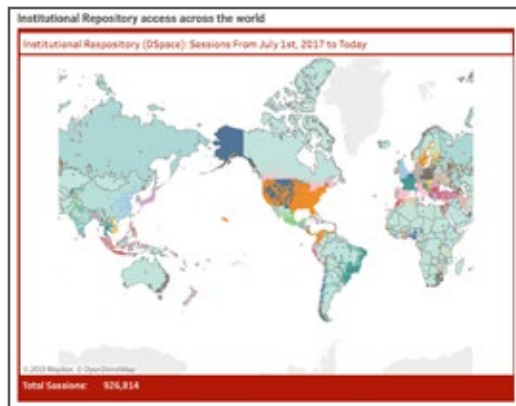 Institutional Repository access across the world
Institutional Respository (DSpace): Sessions From July 1st, 2017 to Today
© 2019 Mapbox © OpenStreetMap
Total Sessions: 926,814